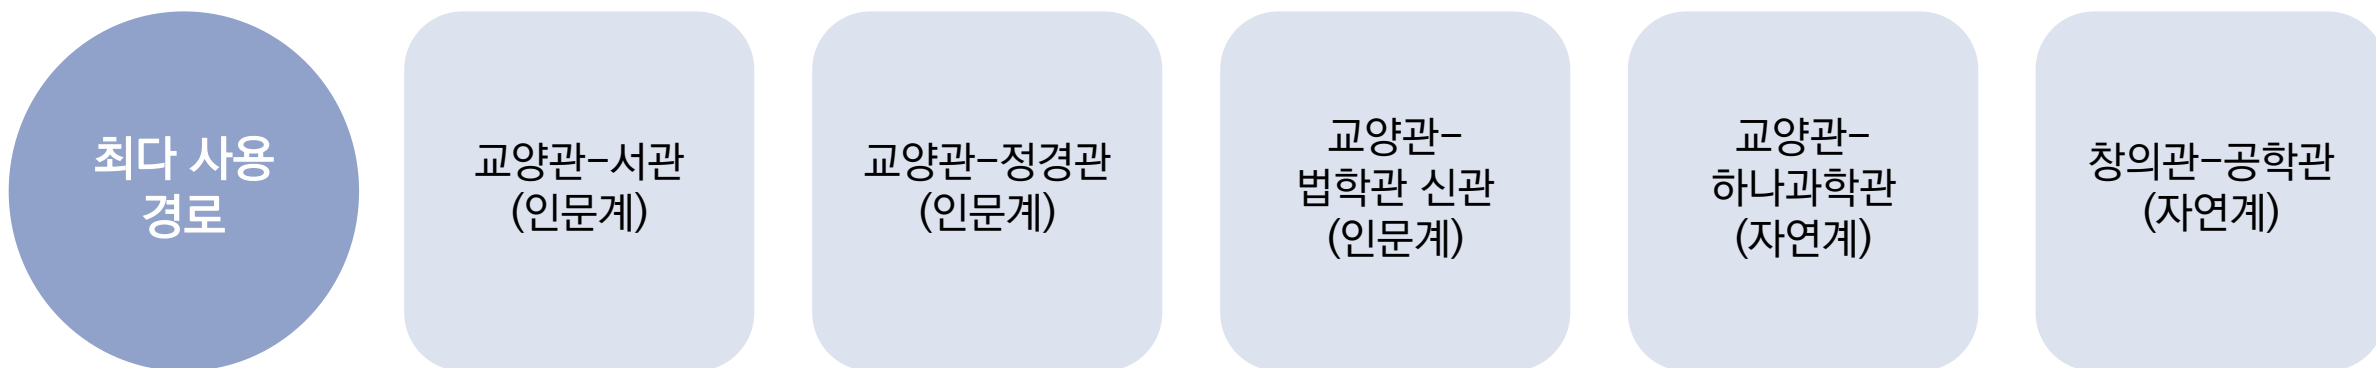 최다 사용
경로
교양관-서관
(인문계)
교양관-정경관
(인문계)
교양관-
법학관 신관
(인문계)
교양관-
하나과학관
(자연계)
창의관-공학관
(자연계)